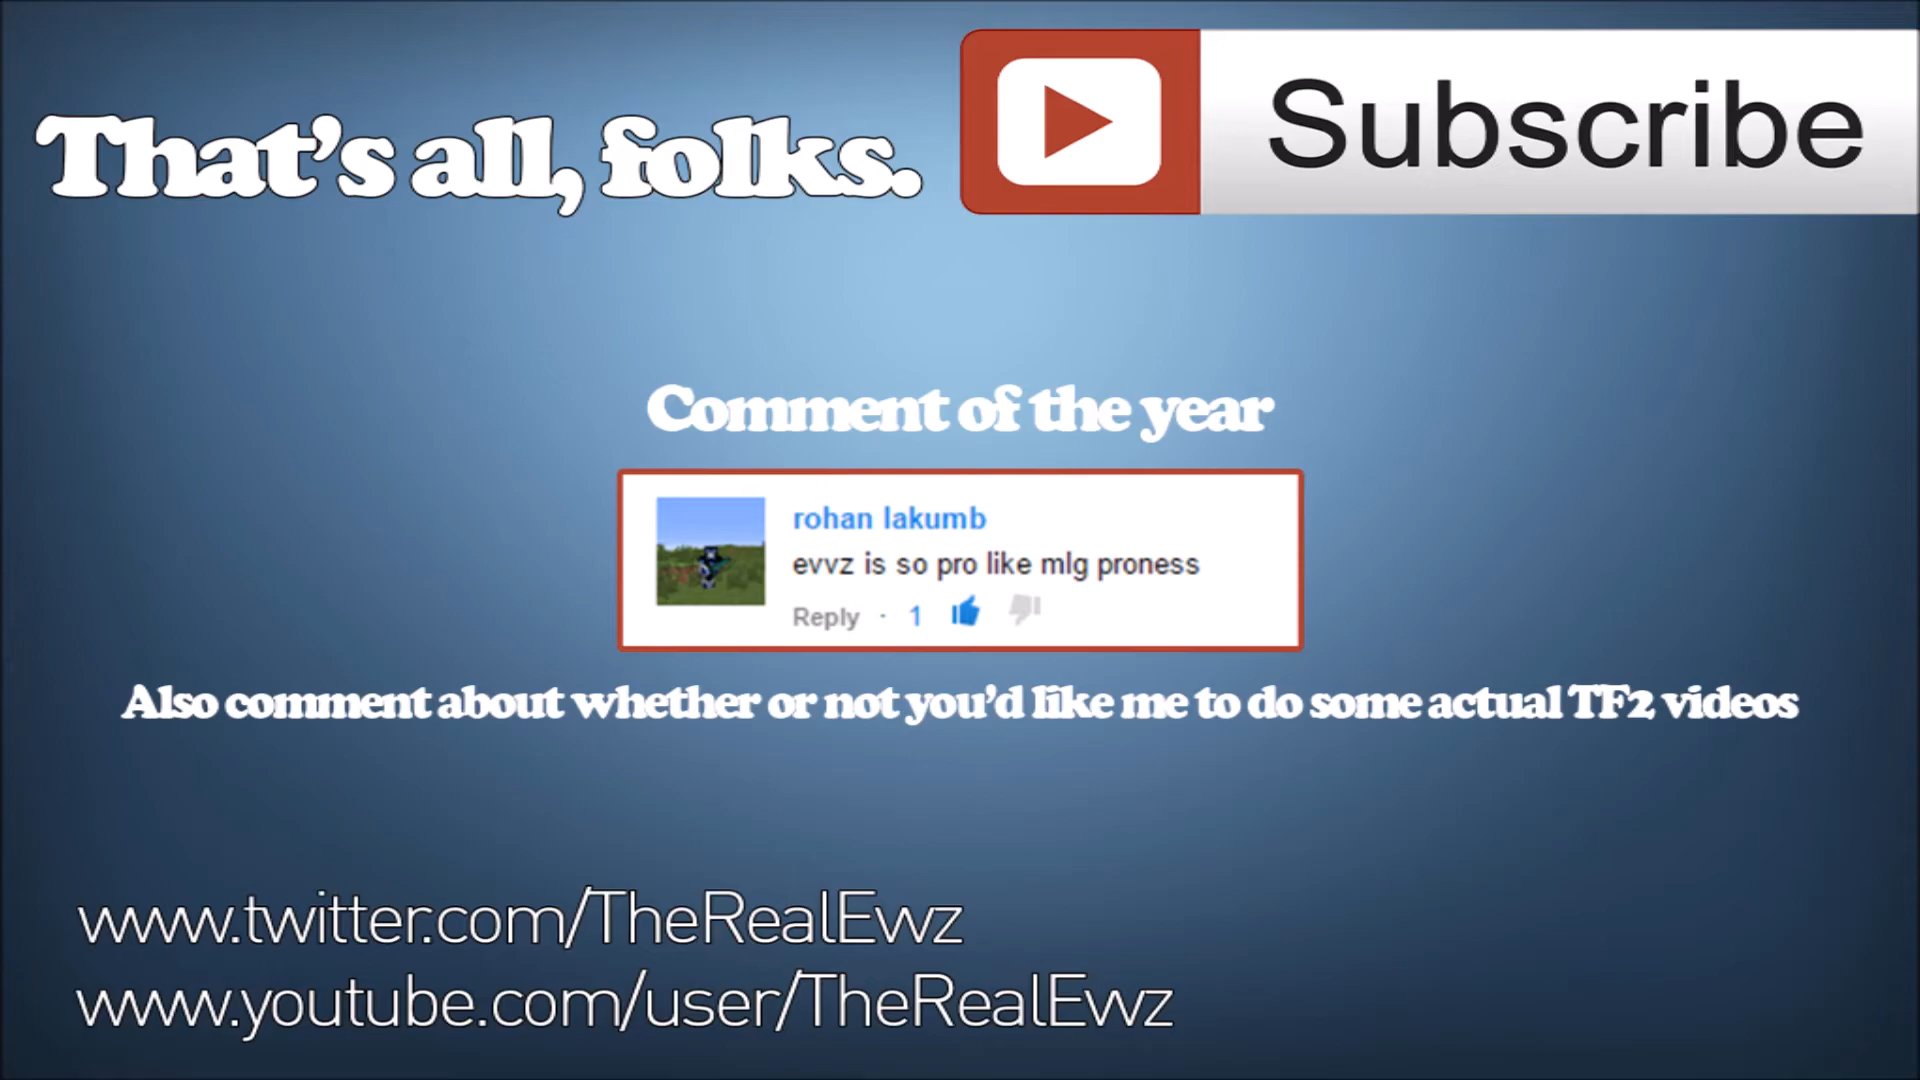 That's all, folks.
Subscribe
Comment of the year
rohan lakumb
evvz is so pro like mlg proness
Reply · 1
Also comment about whether or not you'd like me to do some actual TF2 videos
www.twitter.com/TheRealEwz
www.youtube.com/user/TheRealEwz